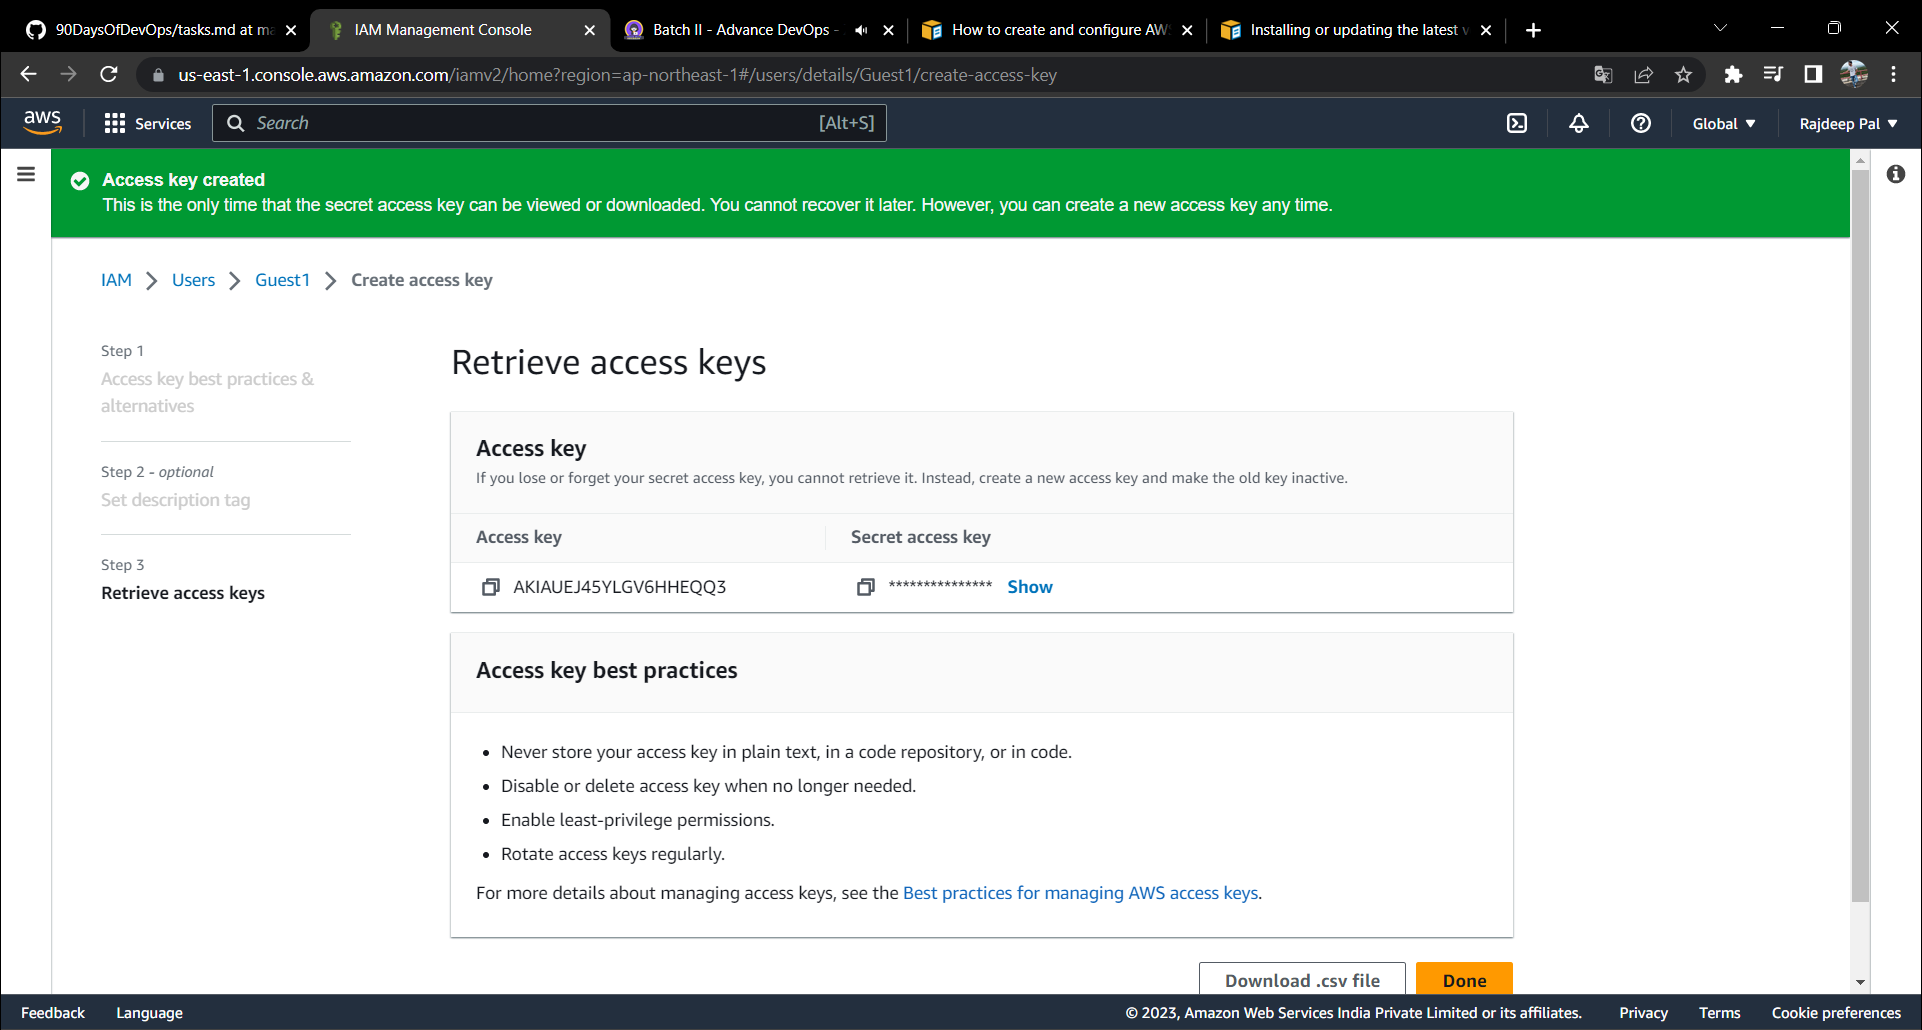 90DaysOfDevOps/tasks.md at ma
IAM Management Console
Batch II - Advance DevOps -
How to create and configure AWS
Installing or updating the latest v
us-east-1.console.aws.amazon.com/iamv2/home?region=ap-northeast-1#/users/details/Guest1/create-access-key
aws
Services
Search
[Alt+S]
Global
Rajdeep Pal
Access key created
This is the only time that the secret access key can be viewed or downloaded. You cannot recover it later. However, you can create a new access key any time.
IAM
Users
Guest1
Create access key
Step 1
Access key best practices &
alternatives
Step 2 - optional
Set description tag
Step 3
Retrieve access keys
Retrieve access keys
Access key
If you lose or forget your secret access key, you cannot retrieve it. Instead, create a new access key and make the old key inactive.
Access key
Secret access key
AKIAUEJ45YLGV6HHEQQ3
***************
Show
Access key best practices
• Never store your access key in plain text, in a code repository, or in code.
• Disable or delete access key when no longer needed.
• Enable least-privilege permissions.
• Rotate access keys regularly.
For more details about managing access keys, see the Best practices for managing AWS access keys.
Download .csv file
Done
Feedback
Language
© 2023, Amazon Web Services India Private Limited or its affiliates.
Privacy
Terms
Cookie preferences